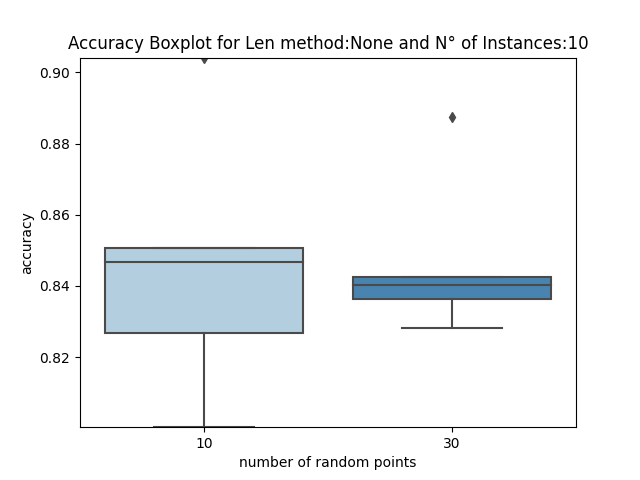 Accuracy Boxplot for Len method:None and N° of Instances:10
0.90
0.88
0.86
0.84
0.82
accuracy
10 30
number of random points